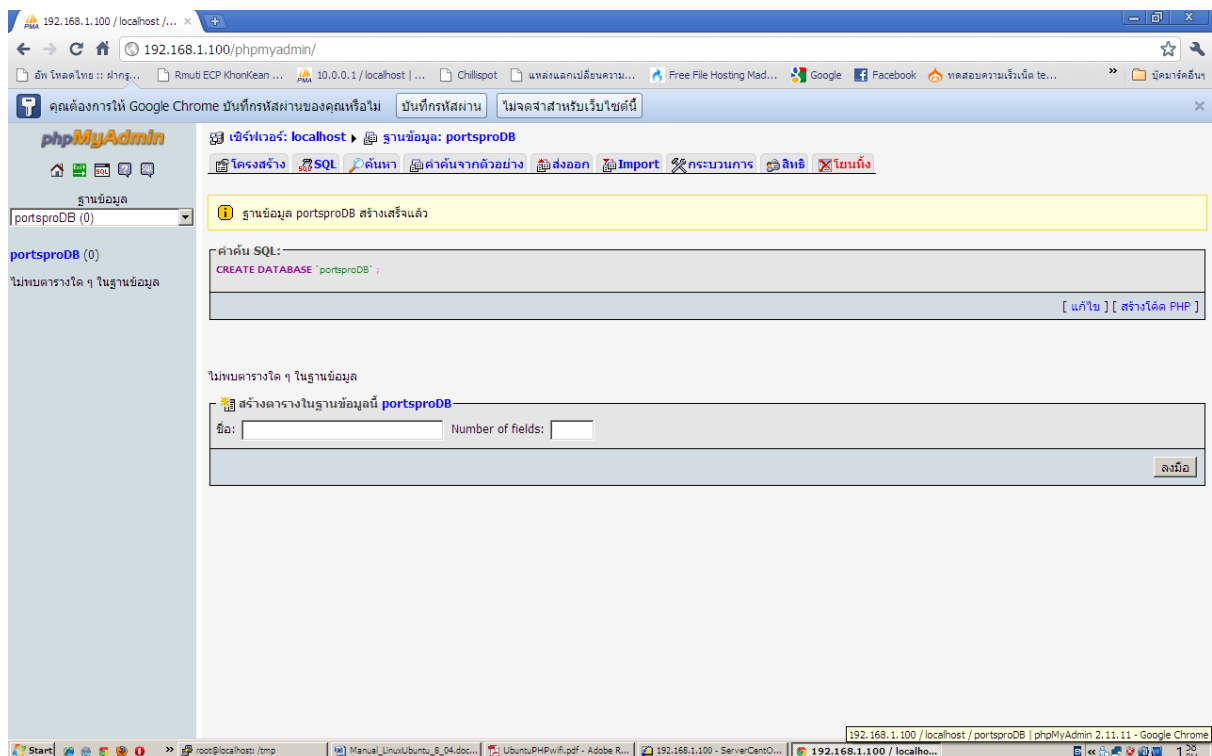 192.168.1.100 / localhost /...
192.168.1.100/phpmyadmin/
อัพ โหลดไทย :: ฝากรู...
Rmuti ECP KhonKean ...
10.0.0.1 / localhost | ...
Chillispot
แหล่งแลกเปลี่ยนความ...
Free File Hosting Mad...
Google
Facebook
ทดสอบความเร็วเน็ต te...
»
บุ๊คมาร์คอื่นๆ
คุณต้องการให้ Google Chrome บันทึกรหัสผ่านของคุณหรือไม่
บันทึกรหัสผ่าน
ไม่จดจำสำหรับเว็บไซต์นี้
phpMyAdmin
ฐานข้อมูล
portsproDB (0)
portsproDB (0)
ไม่พบตารางใด ๆ ในฐานข้อมูล
เซิร์ฟเวอร์: localhost ▸ ฐานข้อมูล: portsproDB
โครงสร้าง SQL ค้นหา คำค้นจากตัวอย่าง ส่งออก Import กระบวนการ สิทธิ โยนทิ้ง
ฐานข้อมูล portsproDB สร้างเสร็จแล้ว
คำค้น SQL:
CREATE DATABASE `portsproDB` ;
[ แก้ไข ] [ สร้างโค้ด PHP ]
ไม่พบตารางใด ๆ ในฐานข้อมูล
สร้างตารางในฐานข้อมูลนี้ portsproDB
ชื่อ: Number of fields:
ลงมือ
192.168.1.100 / localhost / portsproDB | phpMyAdmin 2.11.11 - Google Chrome
Start
»
root@localhost: /tmp
Manual_LinuxUbuntu_8_04.doc...
UbuntuPHPwifi.pdf - Adobe R...
192.168.1.100 - ServerCentO...
192.168.1.100 / localho...